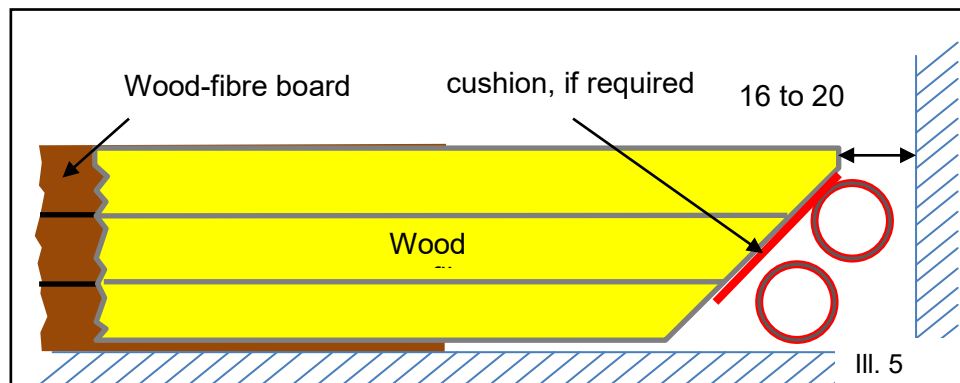 Wood-fibre board
cushion, if required
16 to 20
Wood
Ill. 5